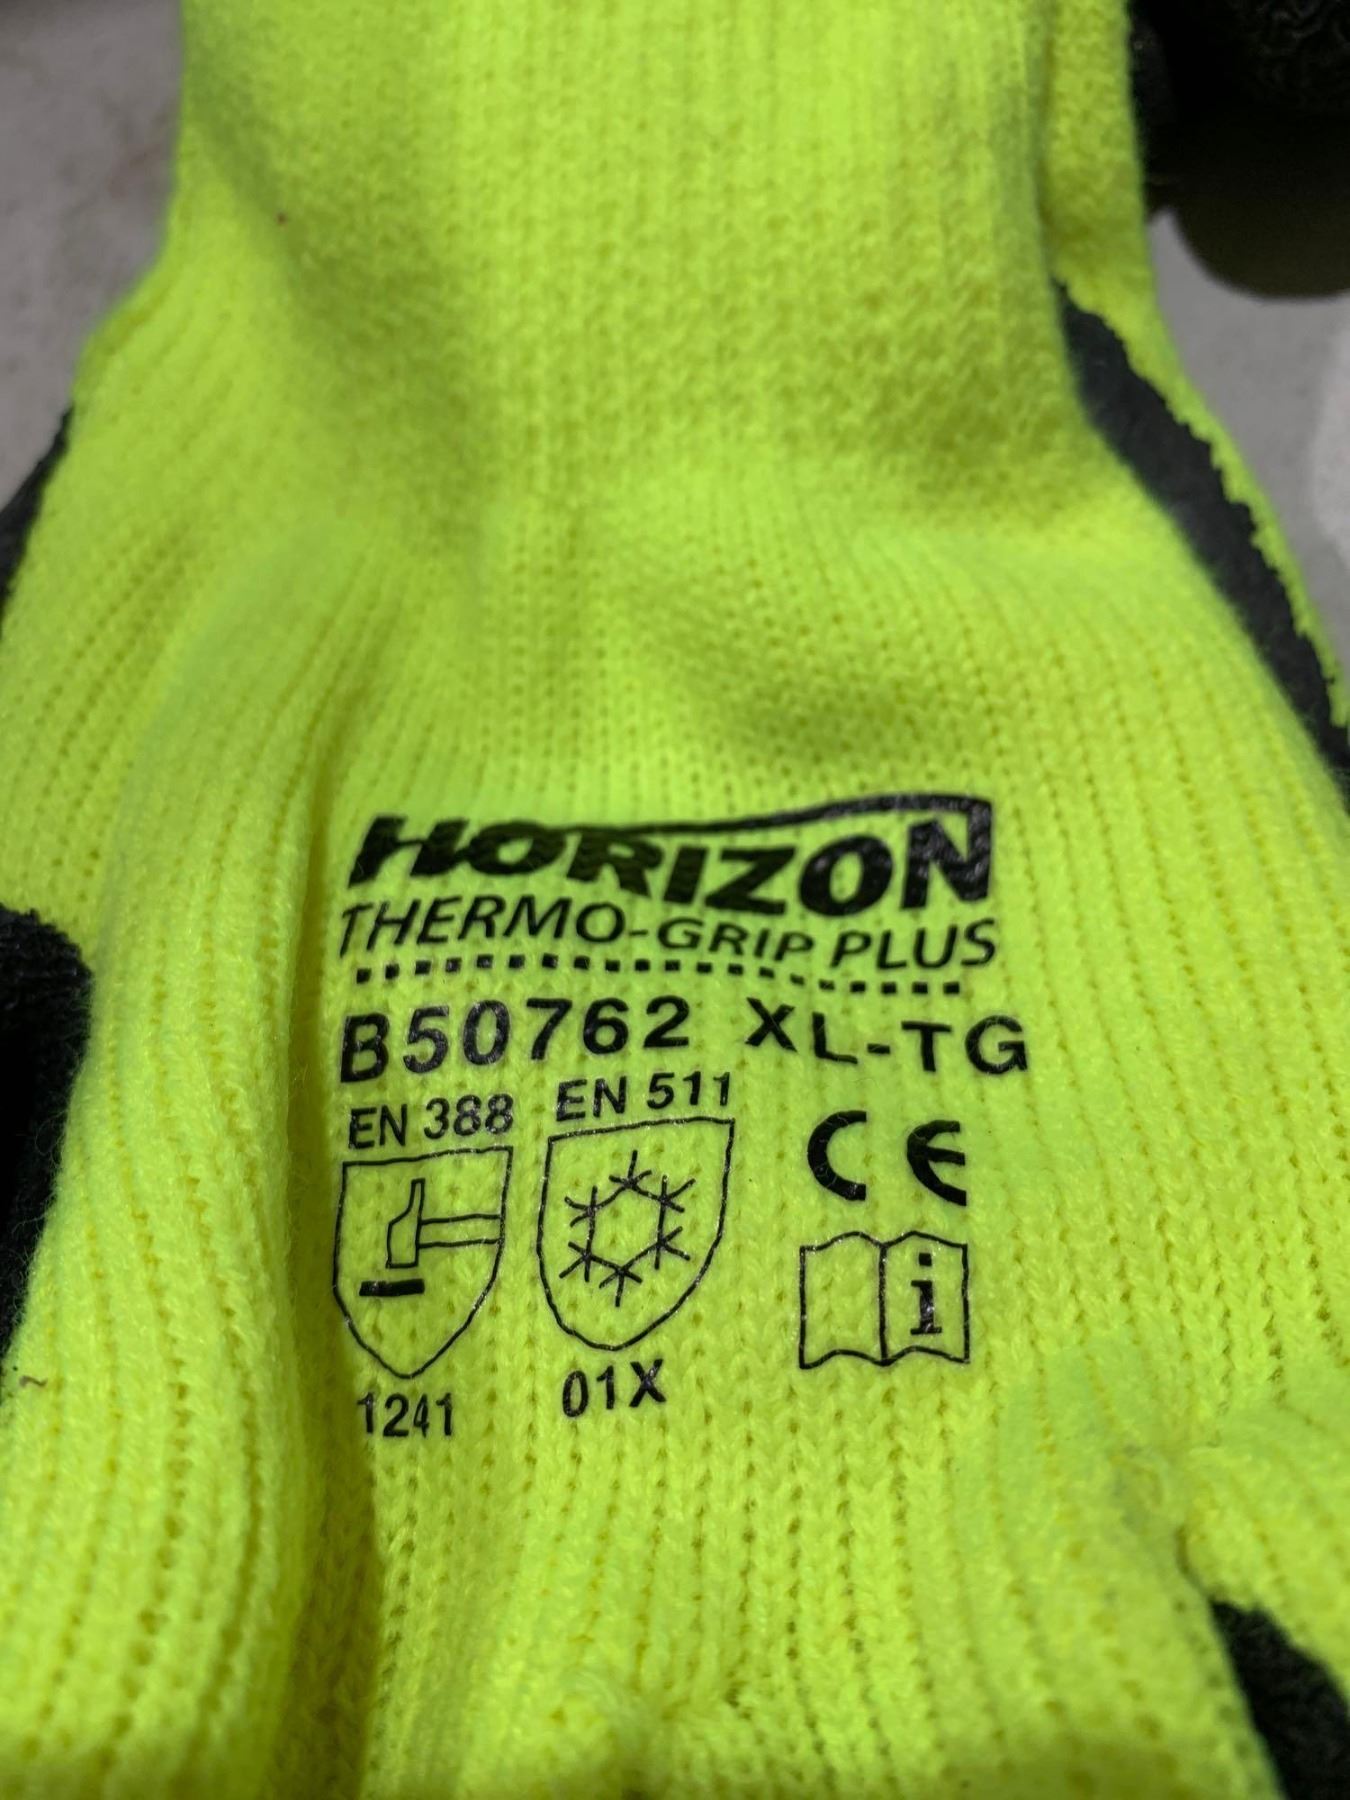 HORIZON
THERMO-GRIP PLUS
B50762 XL-TG
EN 388 EN 511
CE
i
1241 01X